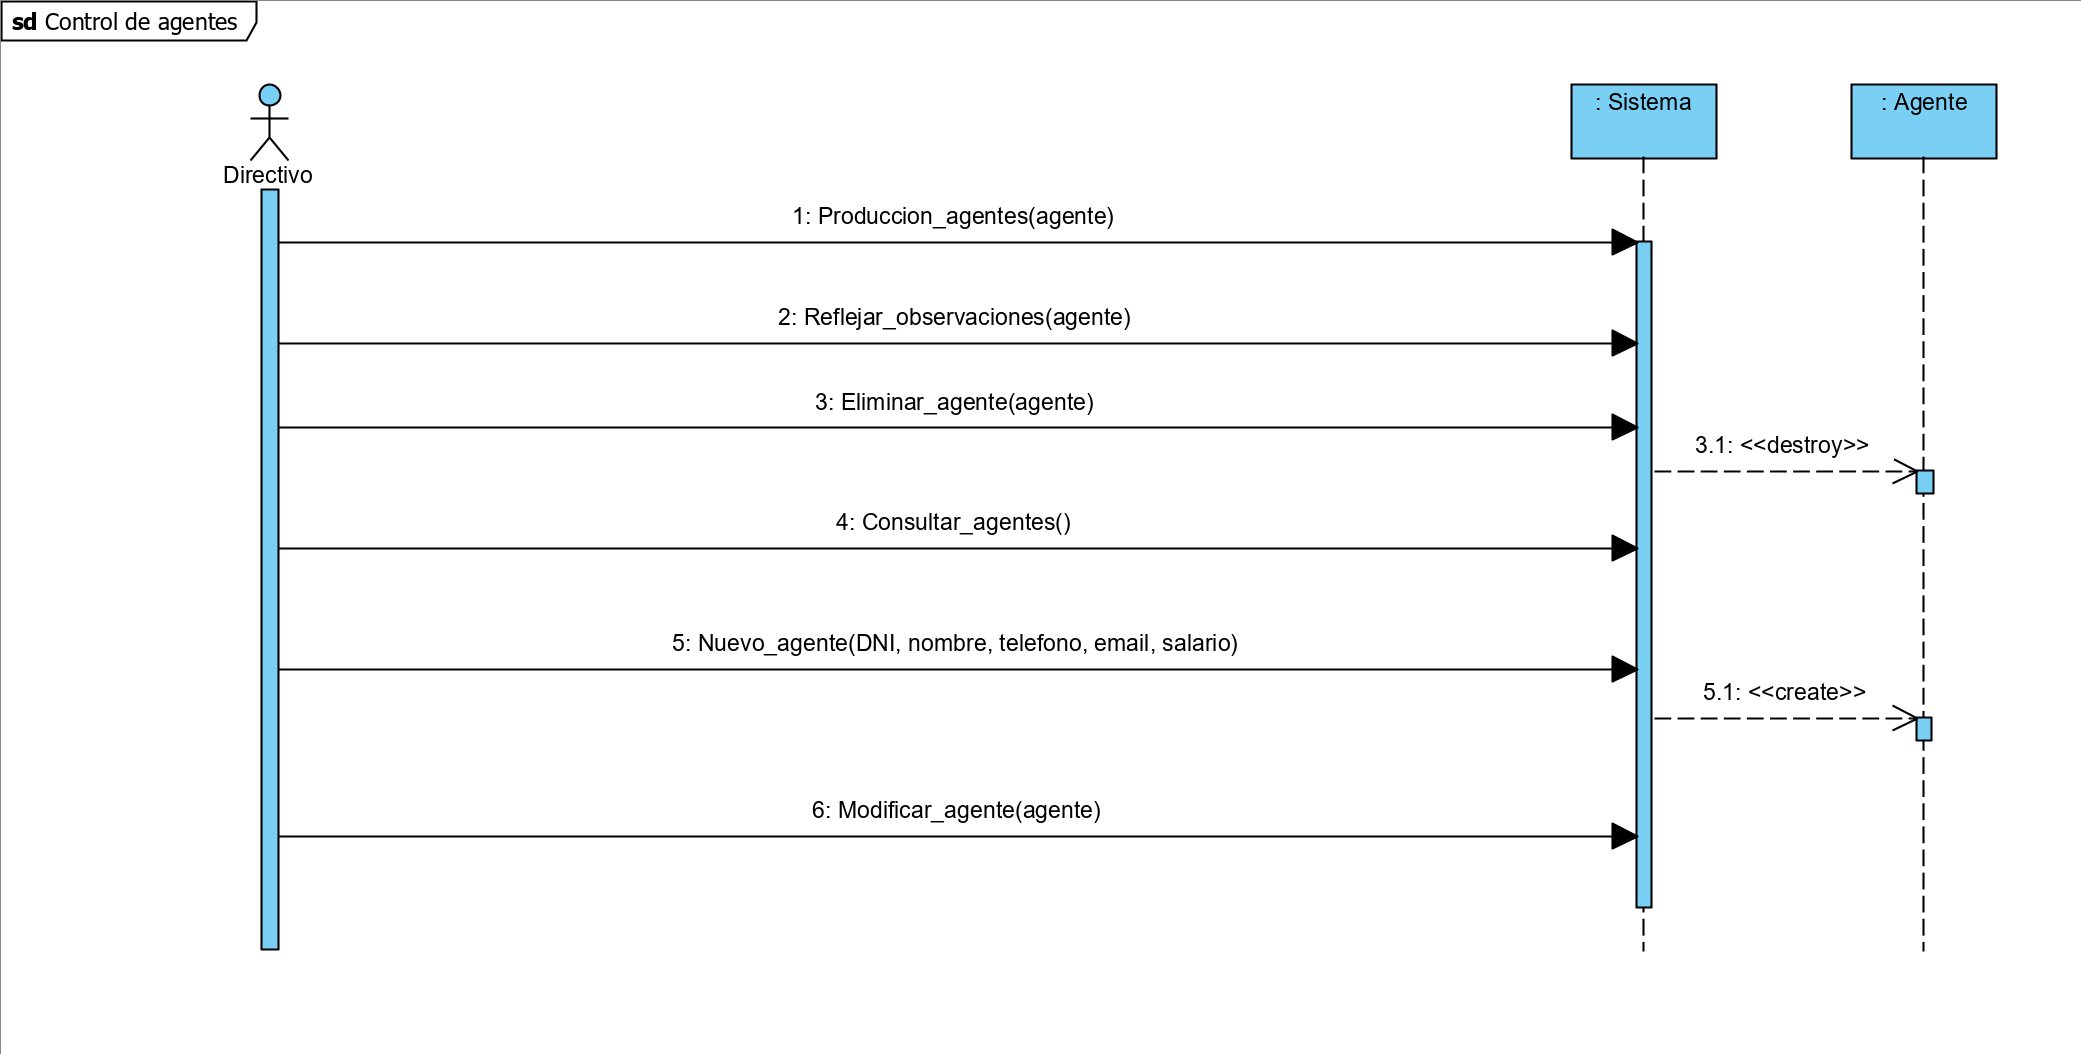 sd Control de agentes
: Sistema
: Agente
Directivo
1: Produccion_agentes(agente)
2: Reflejar_observaciones(agente)
3: Eliminar_agente(agente)
3.1: <<destroy>>
4: Consultar_agentes()
5: Nuevo_agente(DNI, nombre, telefono, email, salario)
5.1: <<create>>
6: Modificar_agente(agente)